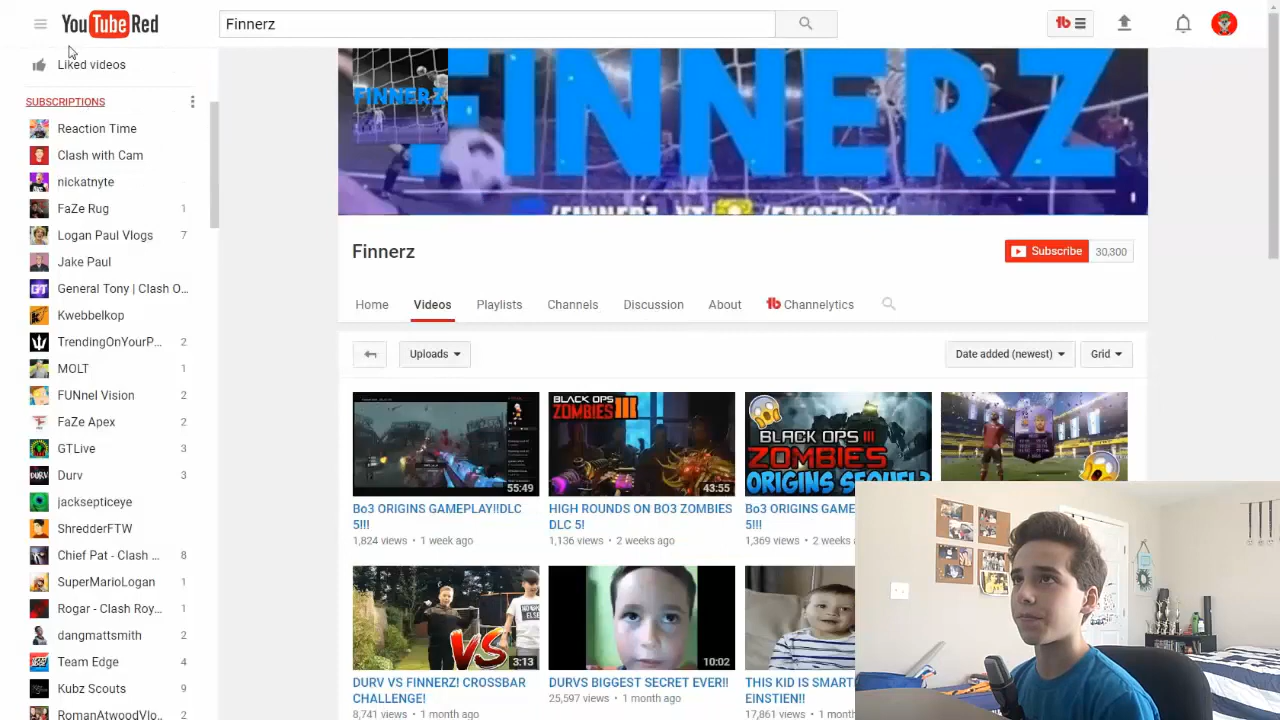 YouTube Red
Finnerz
Liked videos
SUBSCRIPTIONS
Reaction Time
Clash with Cam
nickatnyte
FaZe Rug 1
Logan Paul Vlogs 7
Jake Paul
General Tony | Clash O...
Kwebbelkop
TrendingOnYourP... 2
MOLT 1
FUNnel Vision 2
FaZe Apex 2
GTLive 3
Durv 3
jacksepticeye
ShredderFTW
Chief Pat - Clash ... 8
SuperMarioLogan 1
Rogar - Clash Roy... 1
dangmattsmith 2
Team Edge 4
Kubz Scouts 9
RomanAtwoodVlo... 2
FINNERZ
FINNERZ
/FINNERZ_YT
Finnerz
Subscribe 30,300
Home Videos Playlists Channels Discussion About Channelytics
Uploads Date added (newest) Grid
55:49
BLACK OPS
ZOMBIES III
43:55
BLACK OPS III
ZOMBIES
ORIGINS SEQUEL?
Bo3 ORIGINS GAMEPLAY!!DLC
5!!!
1,824 views • 1 week ago
HIGH ROUNDS ON BO3 ZOMBIES
DLC 5!
1,136 views • 2 weeks ago
Bo3 ORIGINS GAME
5!!!
1,369 views • 2 weeks
VS
3:13
10:02
DURV VS FINNERZ! CROSSBAR
CHALLENGE!
8,741 views • 1 month ago
DURVS BIGGEST SECRET EVER!!
25,597 views • 1 month ago
THIS KID IS SMART
EINSTIEN!!
17,861 views • 1 month